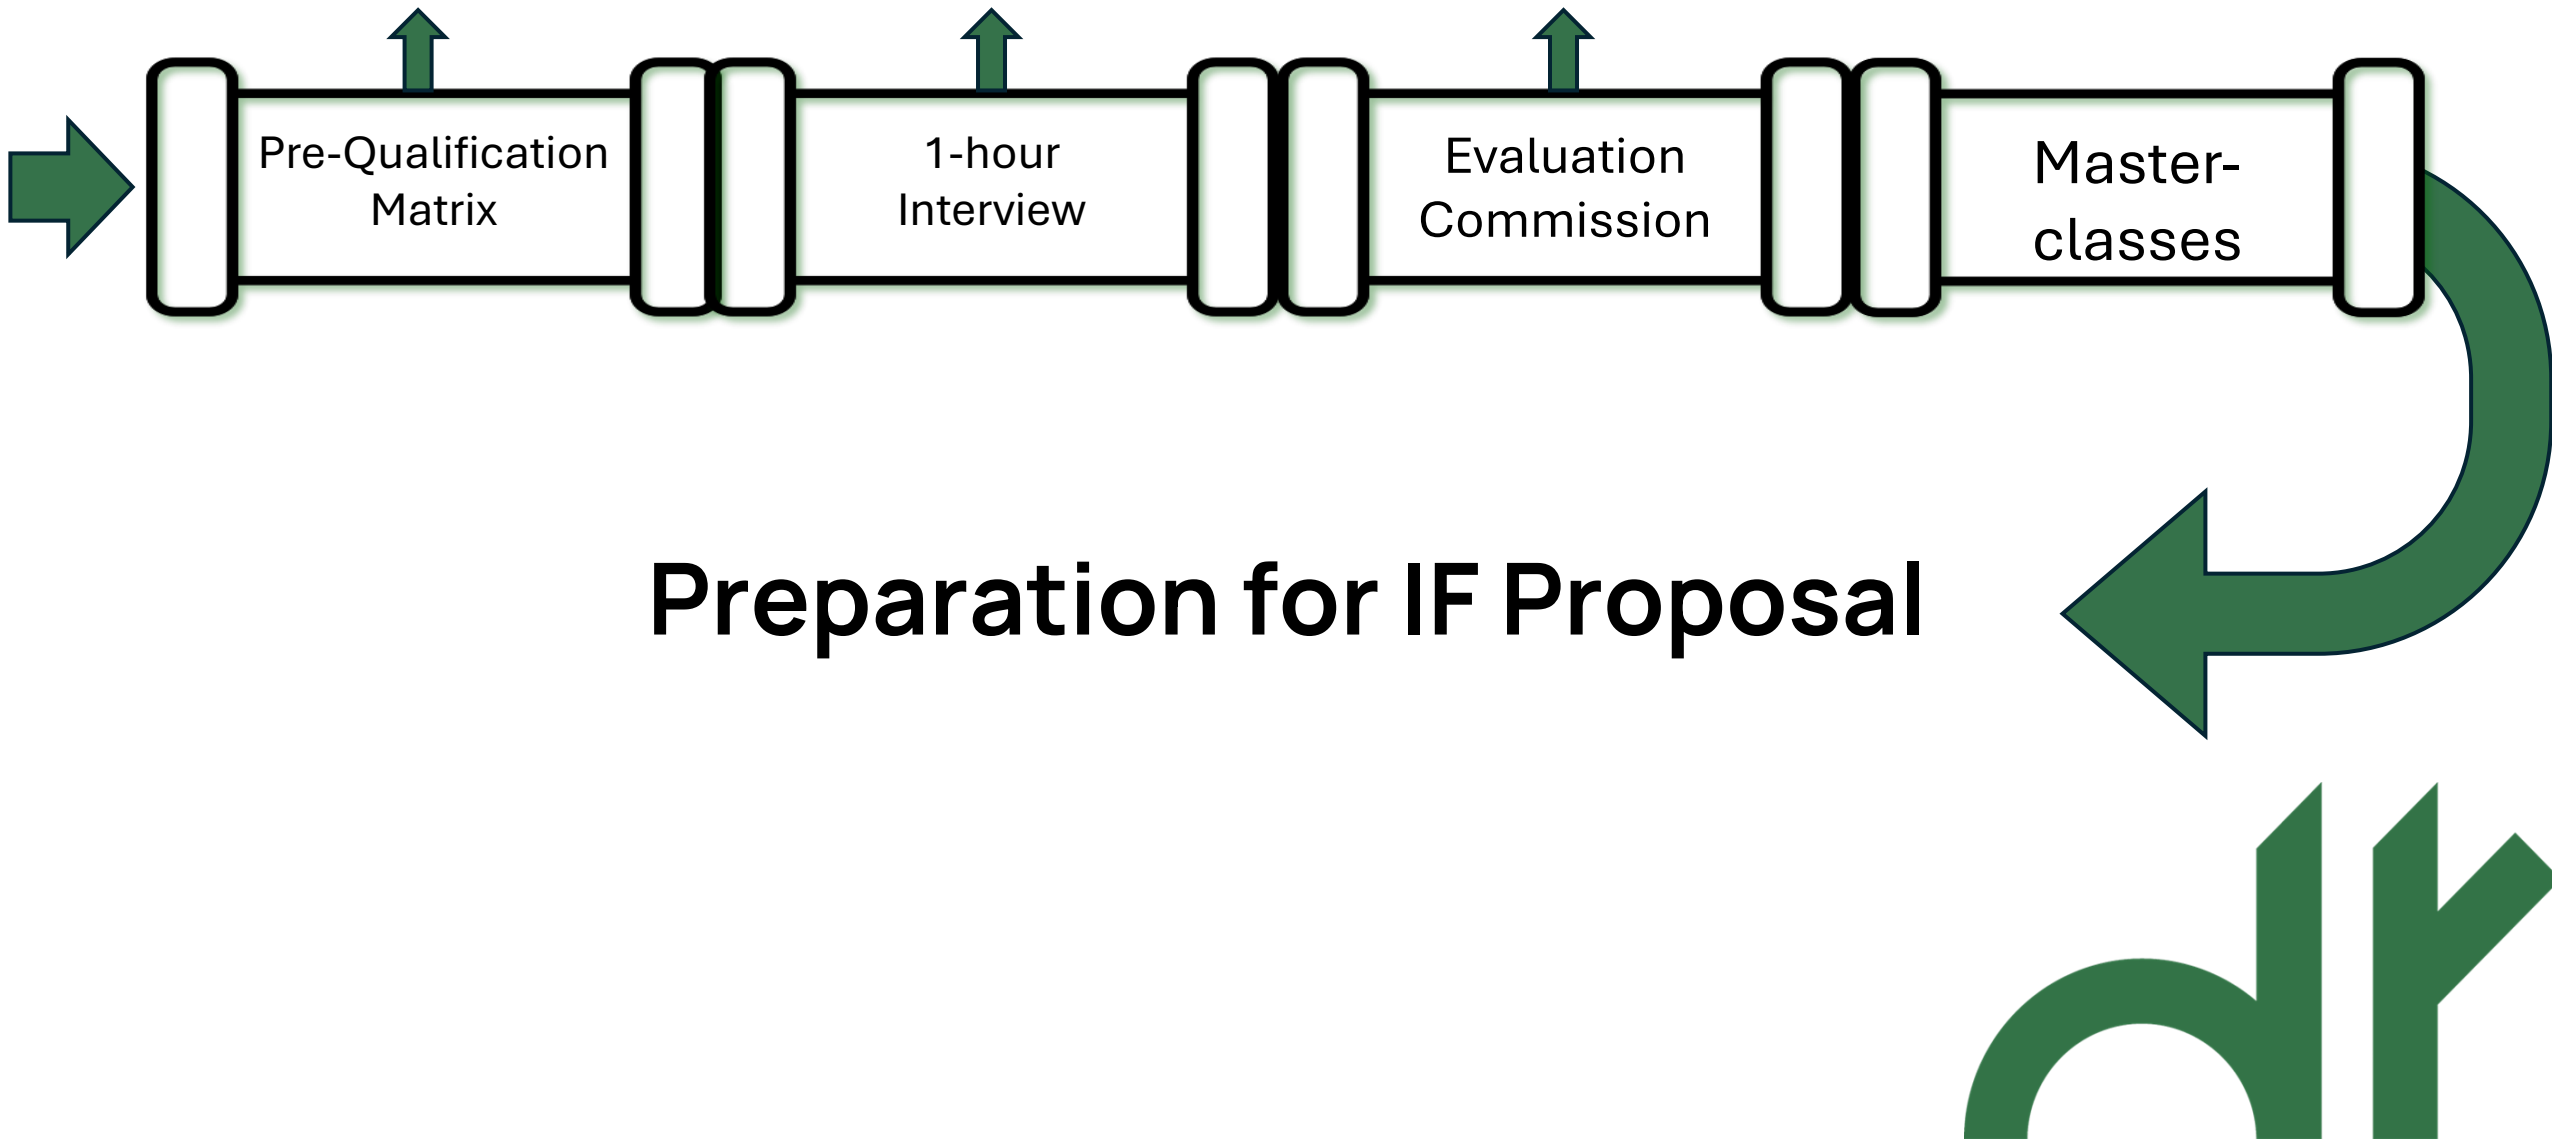 Pre-Qualification
Matrix
1-hour
Interview
Evaluation
Commission
Master-
classes
Preparation for IF Proposal